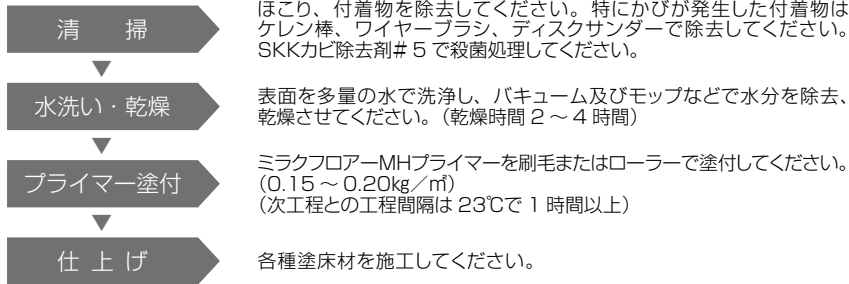 清　掃
ほこり、付着物を除去してください。特にかびが発生した付着物は
ケレン棒、ワイヤーブラシ、ディスクサンダーで除去してください。
SKKカビ除去剤#５で殺菌処理してください。
水洗い・乾燥
表面を多量の水で洗浄し、バキューム及びモップなどで水分を除去、
乾燥させてください。（乾燥時間２～４時間）
プライマー塗付
ミラクフロアーMHプライマーを刷毛またはローラーで塗付してください。
（0.15～0.20㎏／㎡）
（次工程との工程間隔は23℃で１時間以上）
仕 上 げ
各種塗床材を施工してください。